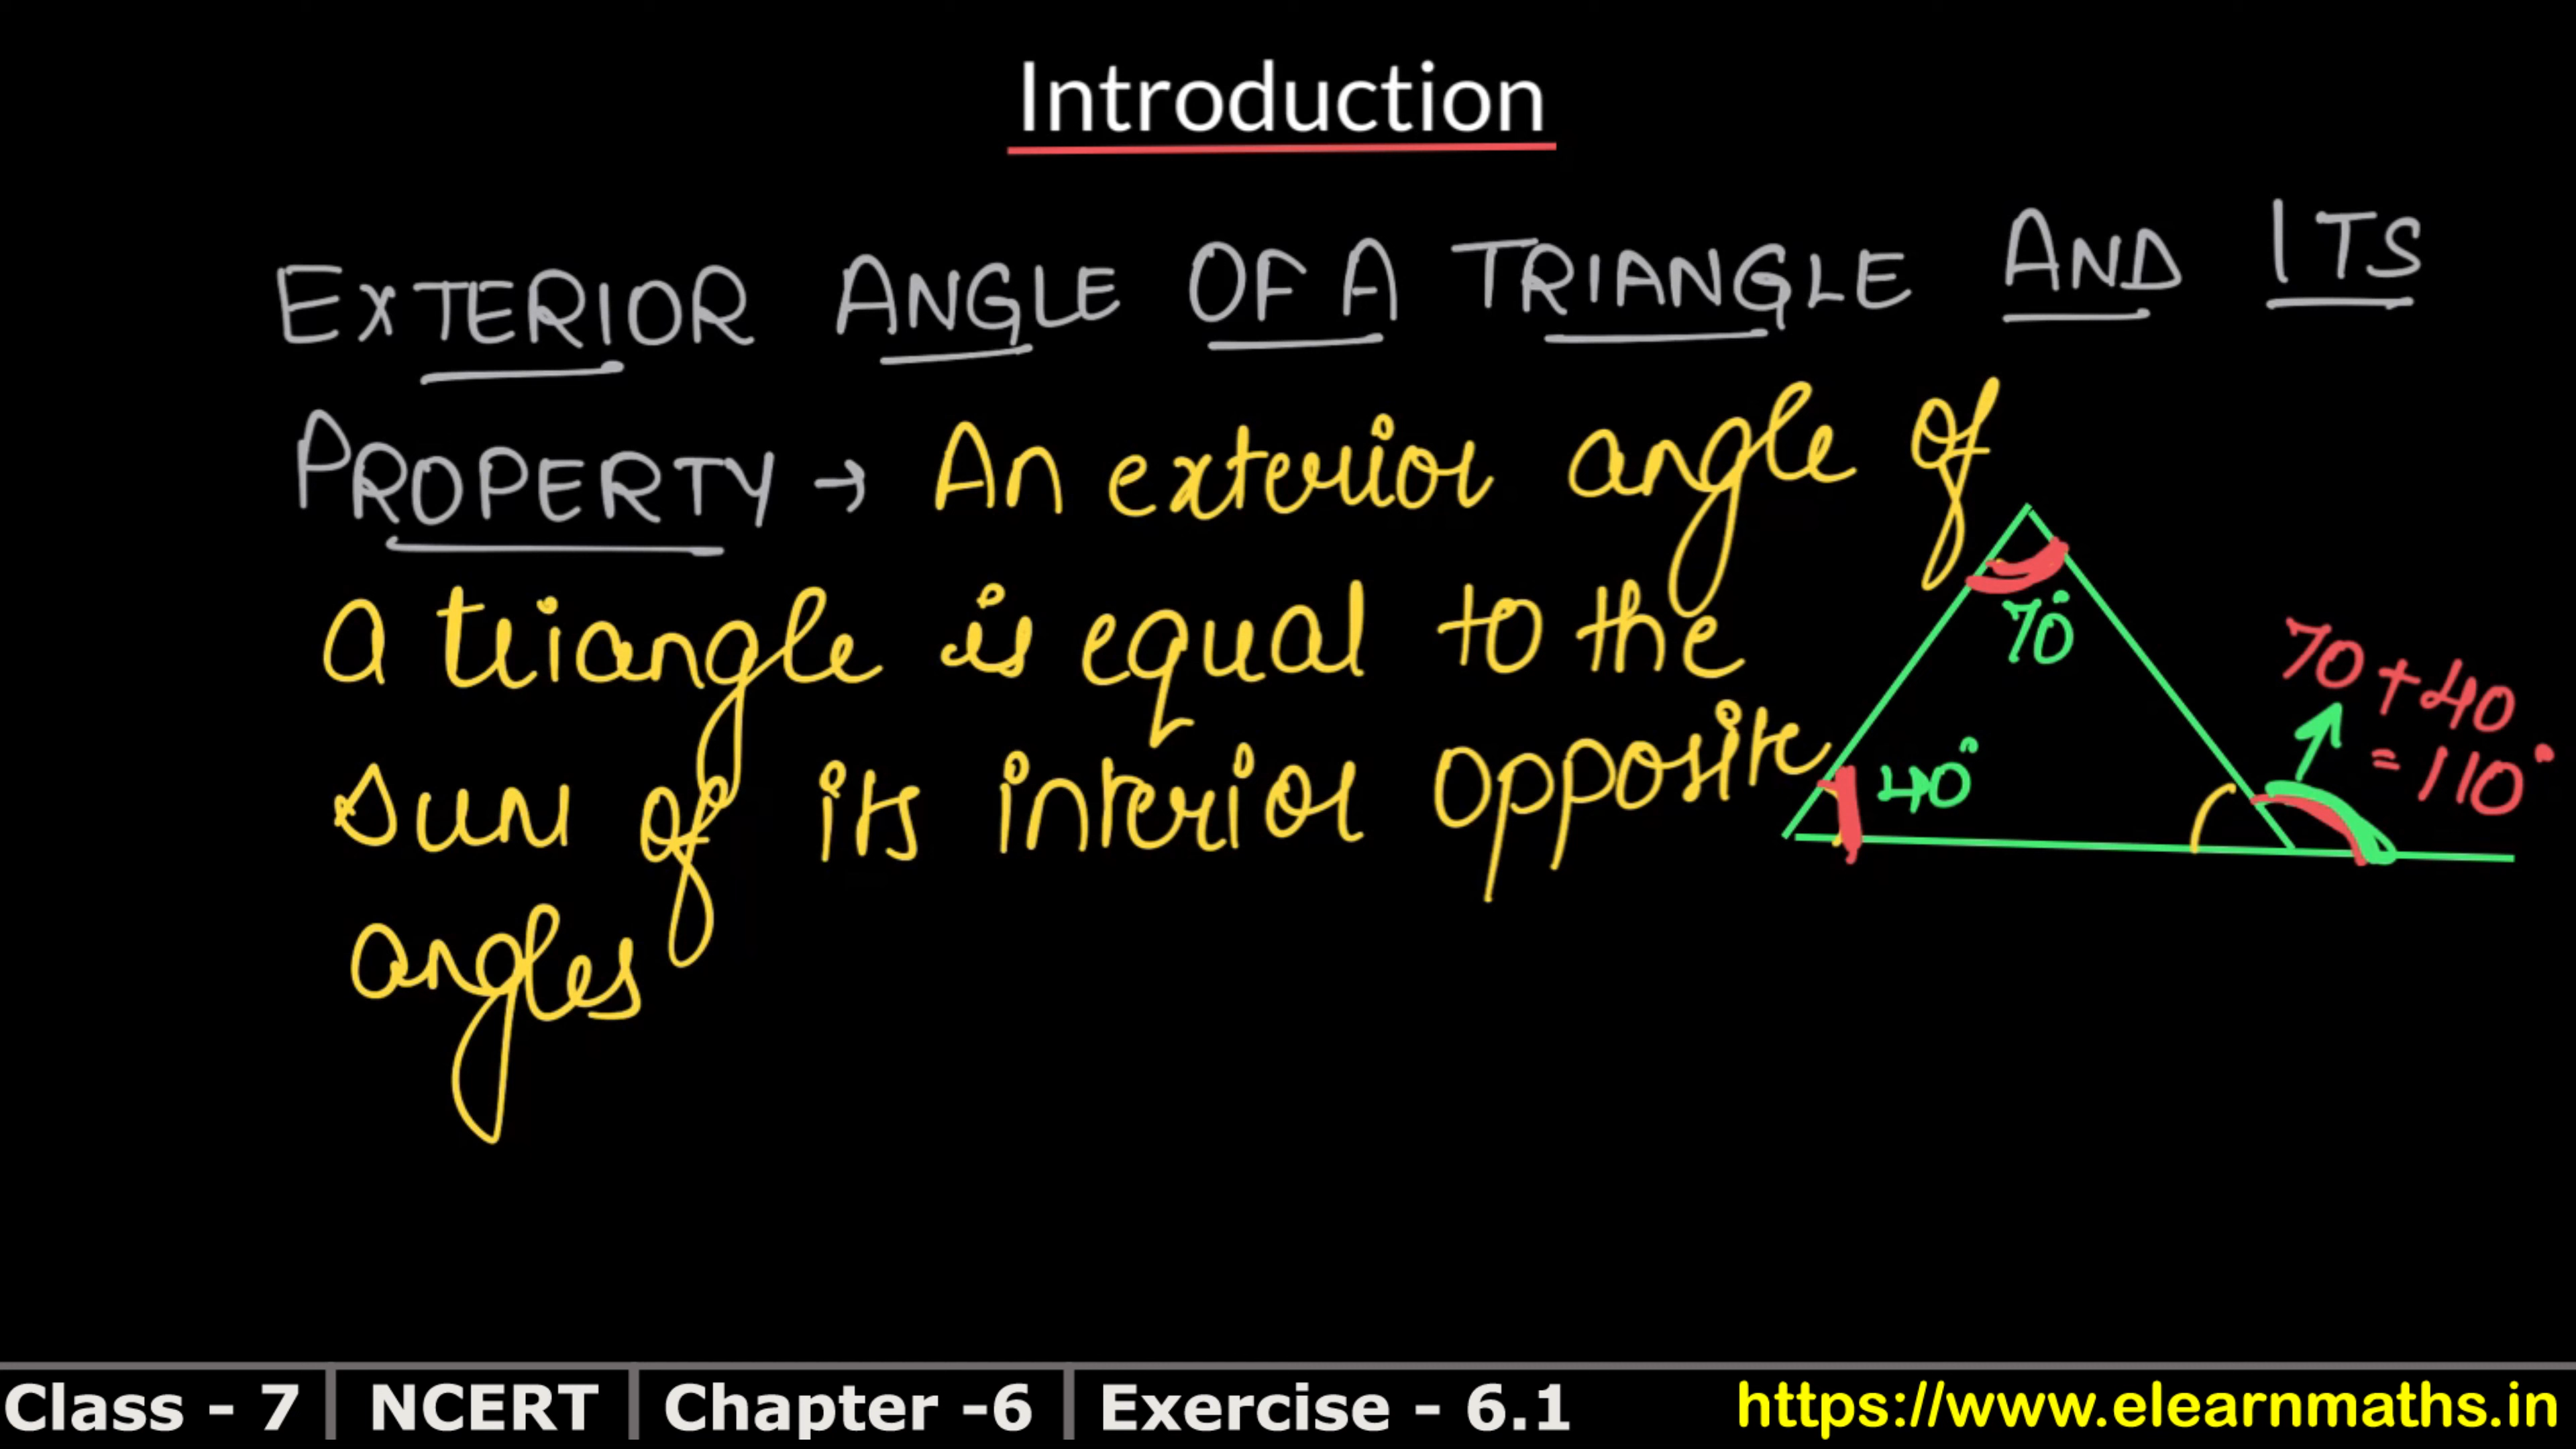 Introduction
EXTERIOR ANGLE OF A TRIANGLE AND ITS
PROPERTY → An exterior angle of
a triangle is equal to the
sum of its interior opposite
angles
70°
40°
70+40
=110°
Class - 7 | NCERT | Chapter -6 | Exercise - 6.1 https://www.elearnmaths.in